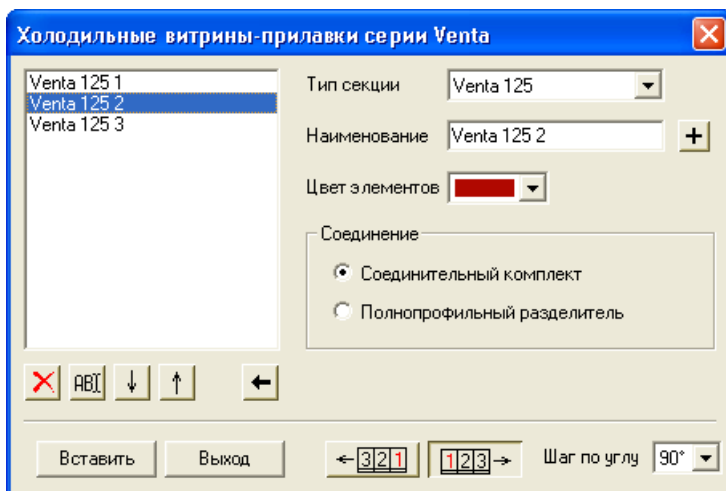 Холодильные витрины-прилавки серии Venta
Venta 125 1
Venta 125 2
Venta 125 3
Тип секции Venta 125
Наименование Venta 125 2
Цвет элементов
Соединение
Соединительный комплект
Полнопрофильный разделитель
ABI
Вставить Выход 321 123 Шаг по углу 90°